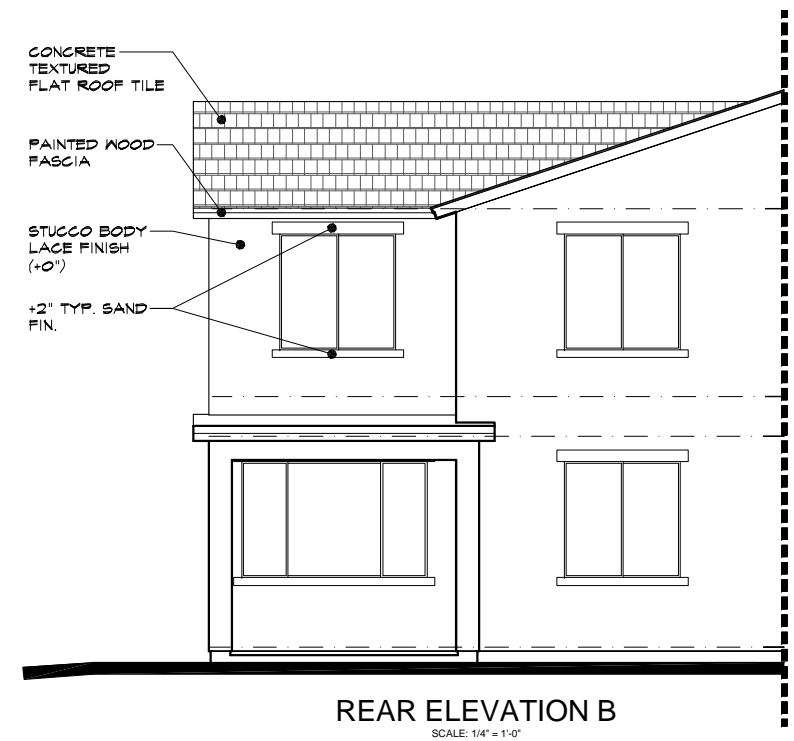 CONCRETE
TEXTURED
FLAT ROOF TILE
PAINTED WOOD
FASCIA
STUCCO BODY
LACE FINISH
(+0")
+2" TYP. SAND
FIN.
REAR ELEVATION B
SCALE: 1/4" = 1'-0"